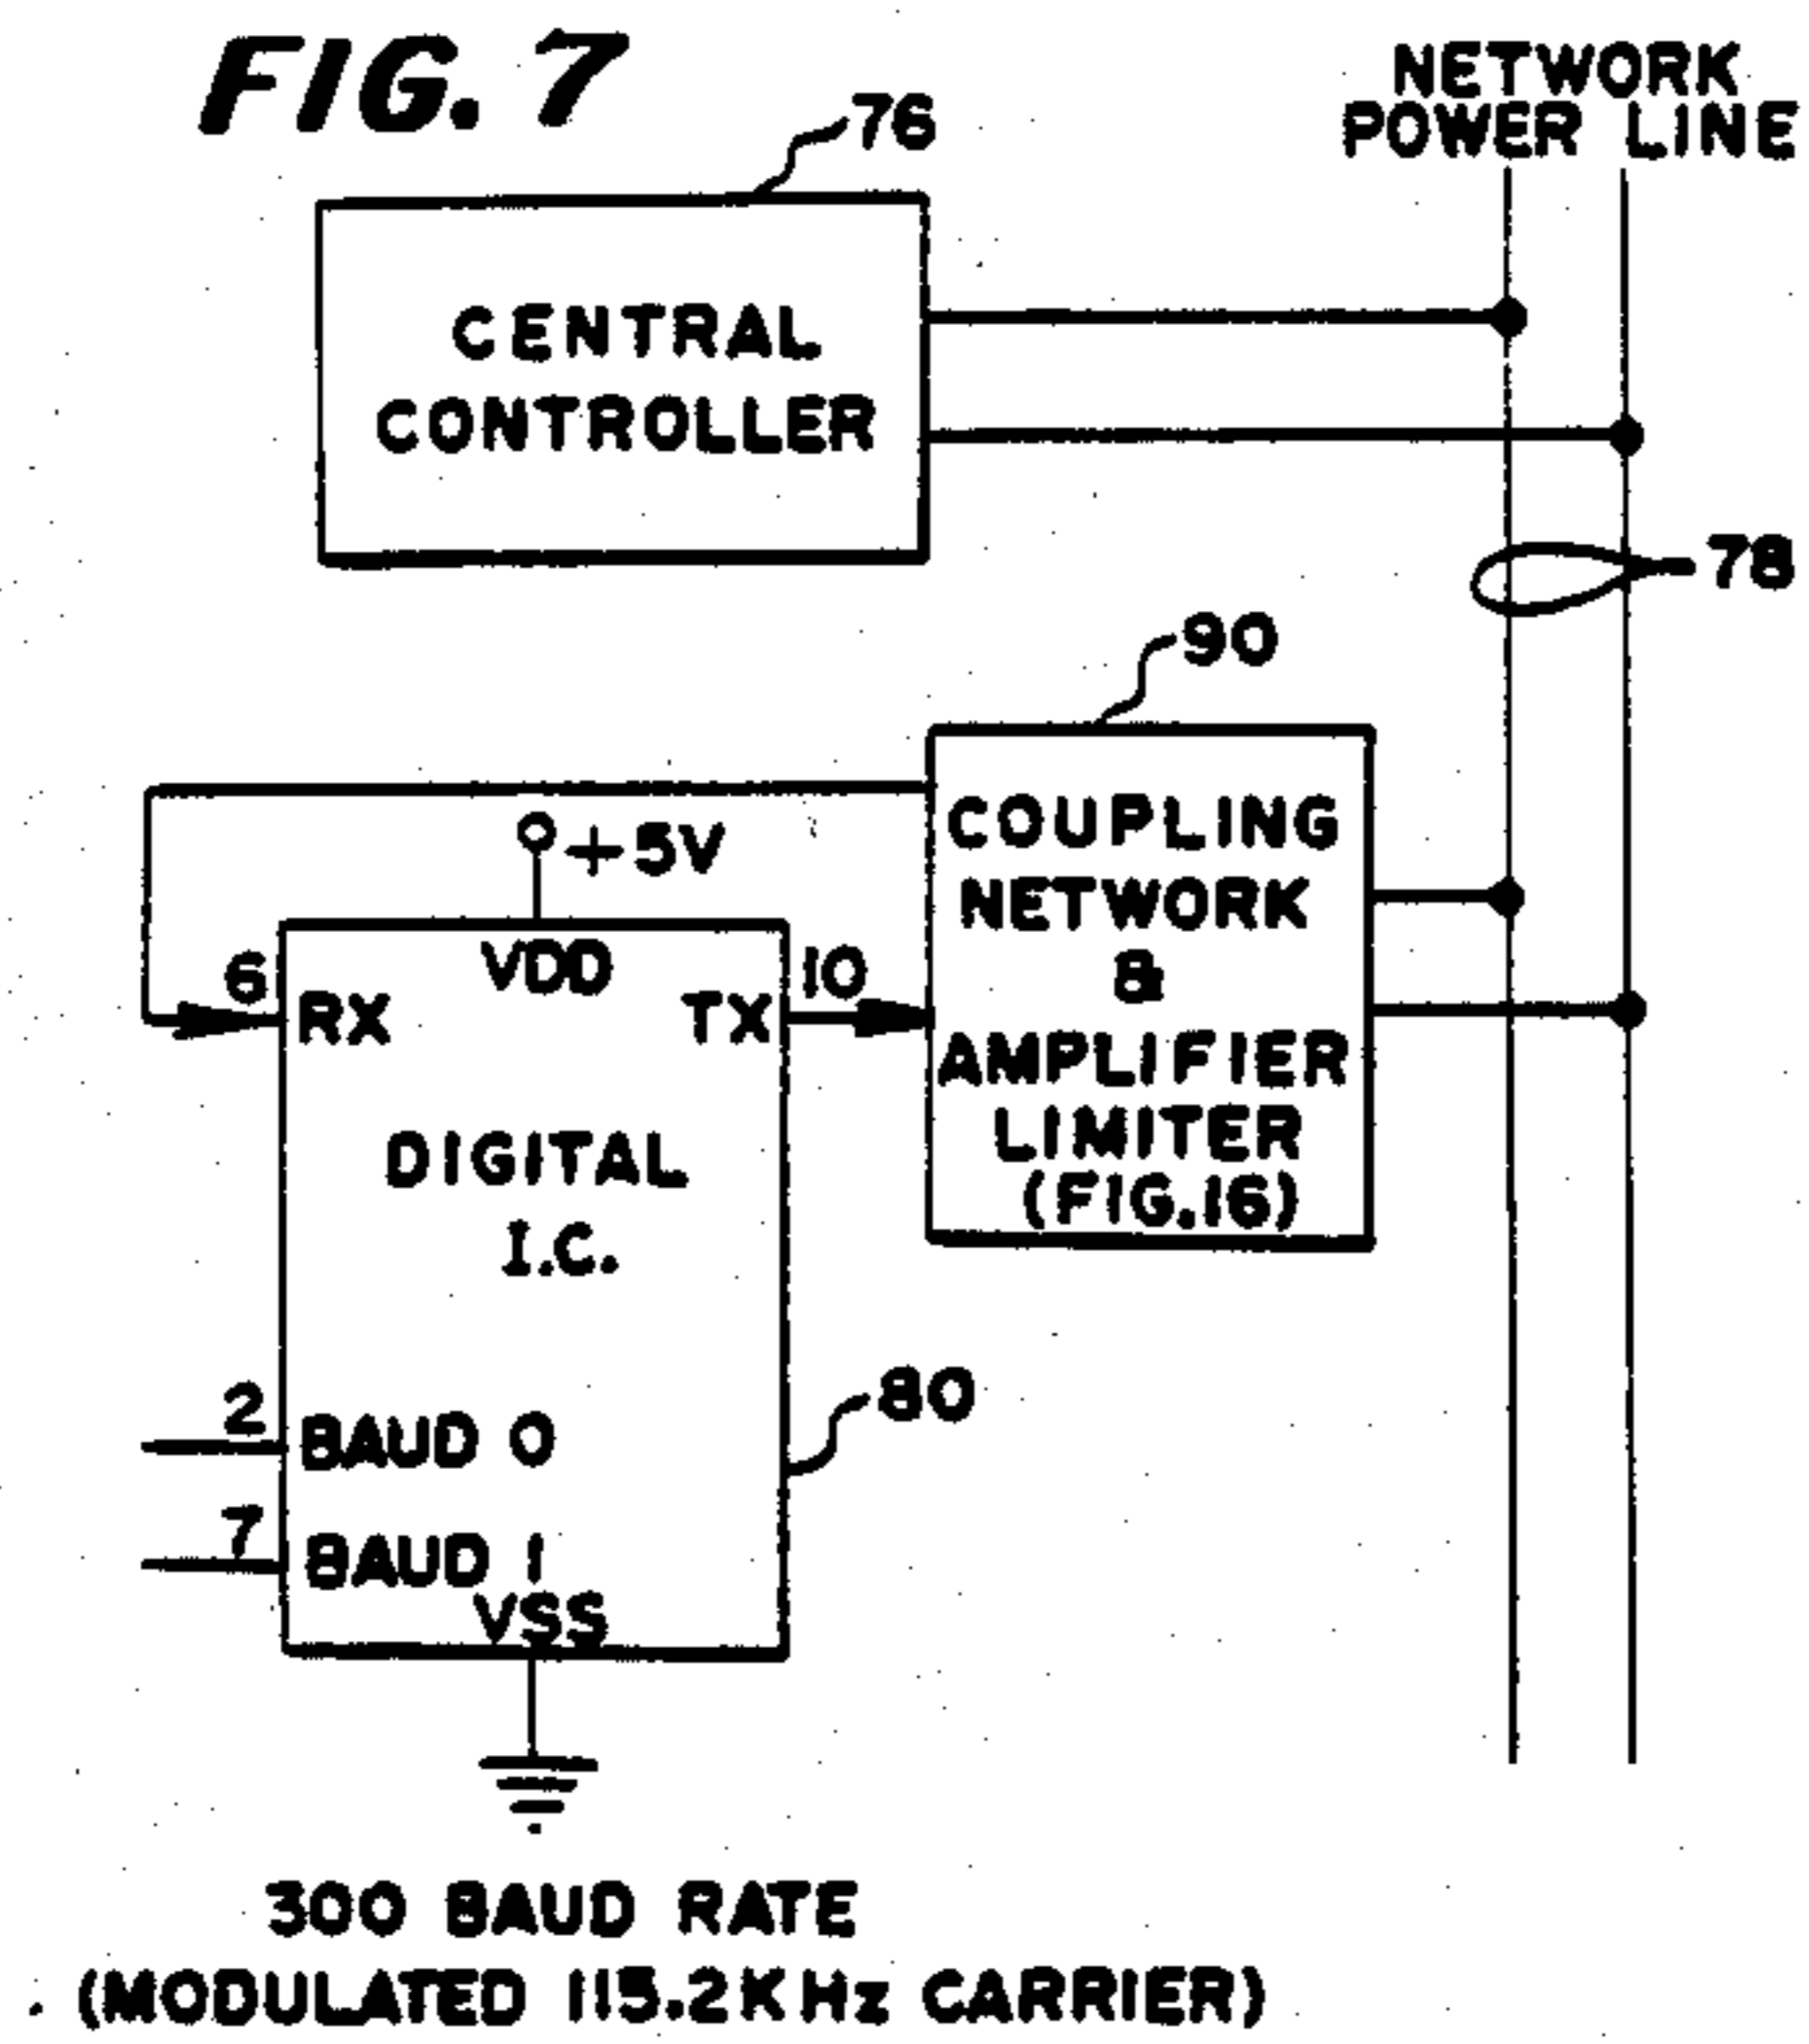 FIG. 7
NETWORK
POWER LINE
76
CENTRAL
CONTROLLER
78
90
COUPLING
NETWORK
&
AMPLIFIER
LIMITER
(FIG.16)
+5V
VDD
6
RX
TX
10
DIGITAL
I.C.
80
2
BAUD 0
7
BAUD 1
VSS
300 BAUD RATE
(MODULATED 115.2KHz CARRIER)